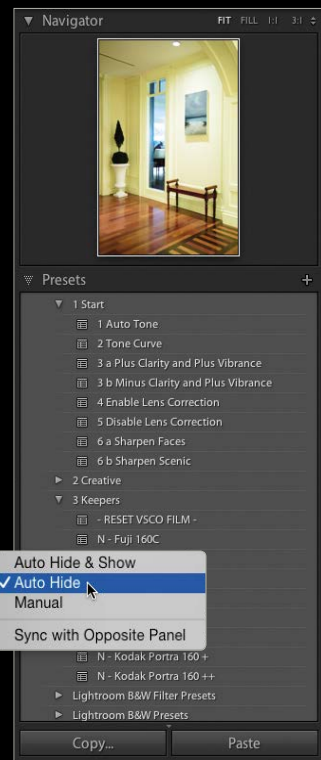 Navigator FIT FILL 1:1 3:1
Presets +
1 Start
1 Auto Tone
2 Tone Curve
3 a Plus Clarity and Plus Vibrance
3 b Minus Clarity and Plus Vibrance
4 Enable Lens Correction
5 Disable Lens Correction
6 a Sharpen Faces
6 b Sharpen Scenic
2 Creative
3 Keepers
- RESET VSCO FILM -
N - Fuji 160C
Auto Hide & Show
✓ Auto Hide
Manual
Sync with Opposite Panel
N - Kodak Portra 160 +
N - Kodak Portra 160 ++
Lightroom B&W Filter Presets
Lightroom B&W Presets
Copy... Paste